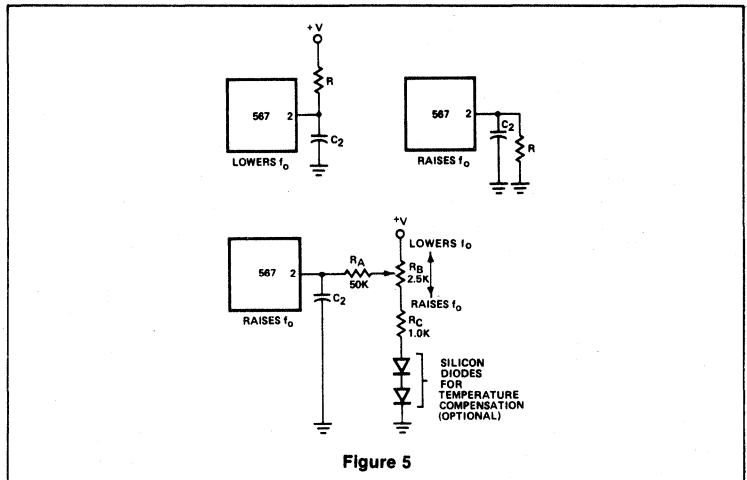 +V
R
567 2
C2
LOWERS fo
567 2
C2
R
RAISES fo
+V
LOWERS fo
RA
50K
RB
2.5K
567 2
C2
RAISES fo
RAISES fo
RC
1.0K
SILICON
DIODES
FOR
TEMPERATURE
COMPENSATION
(OPTIONAL)
Figure 5